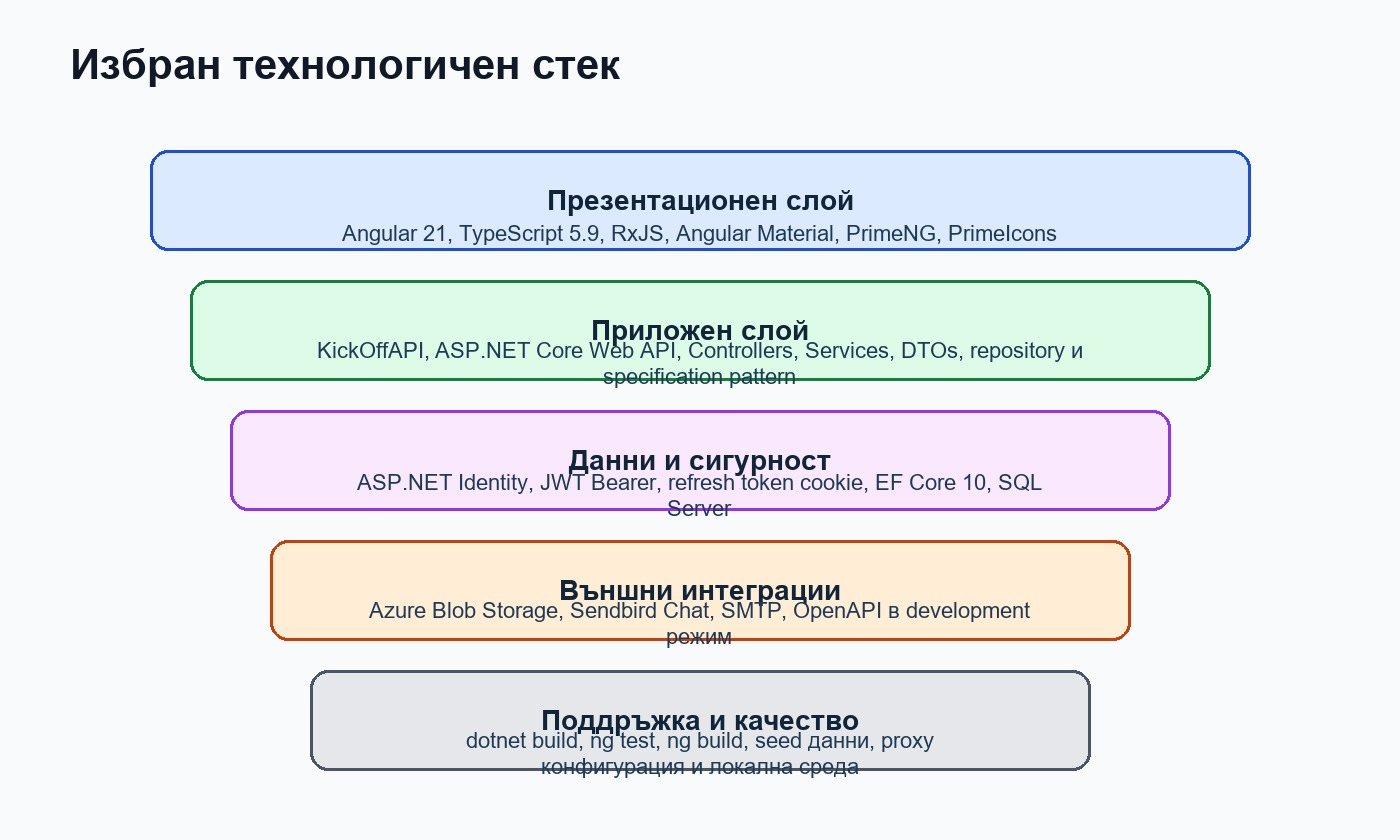 Избран технологичен стек
Презентационен слой
Angular 21, TypeScript 5.9, RxJS, Angular Material, PrimeNG, PrimeIcons
Приложен слой
KickOffAPI, ASP.NET Core Web API, Controllers, Services, DTOs, repository и
specification pattern
Данни и сигурност
ASP.NET Identity, JWT Bearer, refresh token cookie, EF Core 10, SQL
Server
Външни интеграции
Azure Blob Storage, Sendbird Chat, SMTP, OpenAPI в development
режим
Поддръжка и качество
dotnet build, ng test, ng build, seed данни, proxy
конфигурация и локална среда